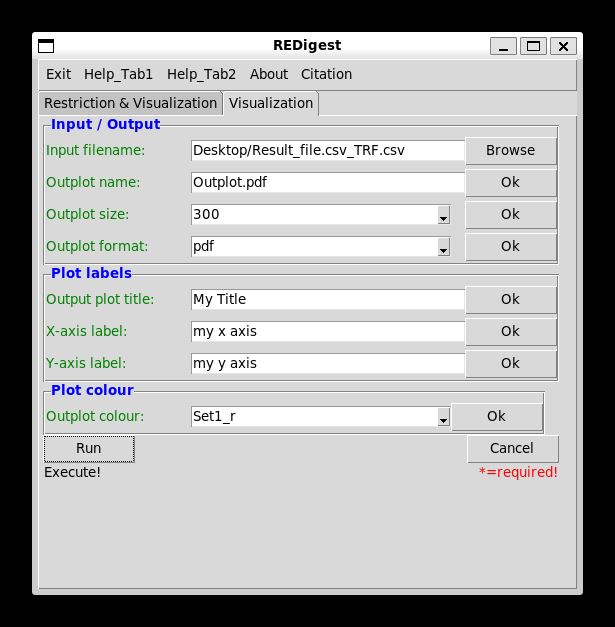 REDigest
Exit Help_Tab1 Help_Tab2 About Citation
Restriction & Visualization Visualization
Input / Output
Input filename: Desktop/Result_file.csv_TRF.csv Browse
Outplot name: Outplot.pdf Ok
Outplot size: 300 Ok
Outplot format: pdf Ok
Plot labels
Output plot title: My Title Ok
X-axis label: my x axis Ok
Y-axis label: my y axis Ok
Plot colour
Outplot colour: Set1_r Ok
Run Cancel
Execute! *=required!